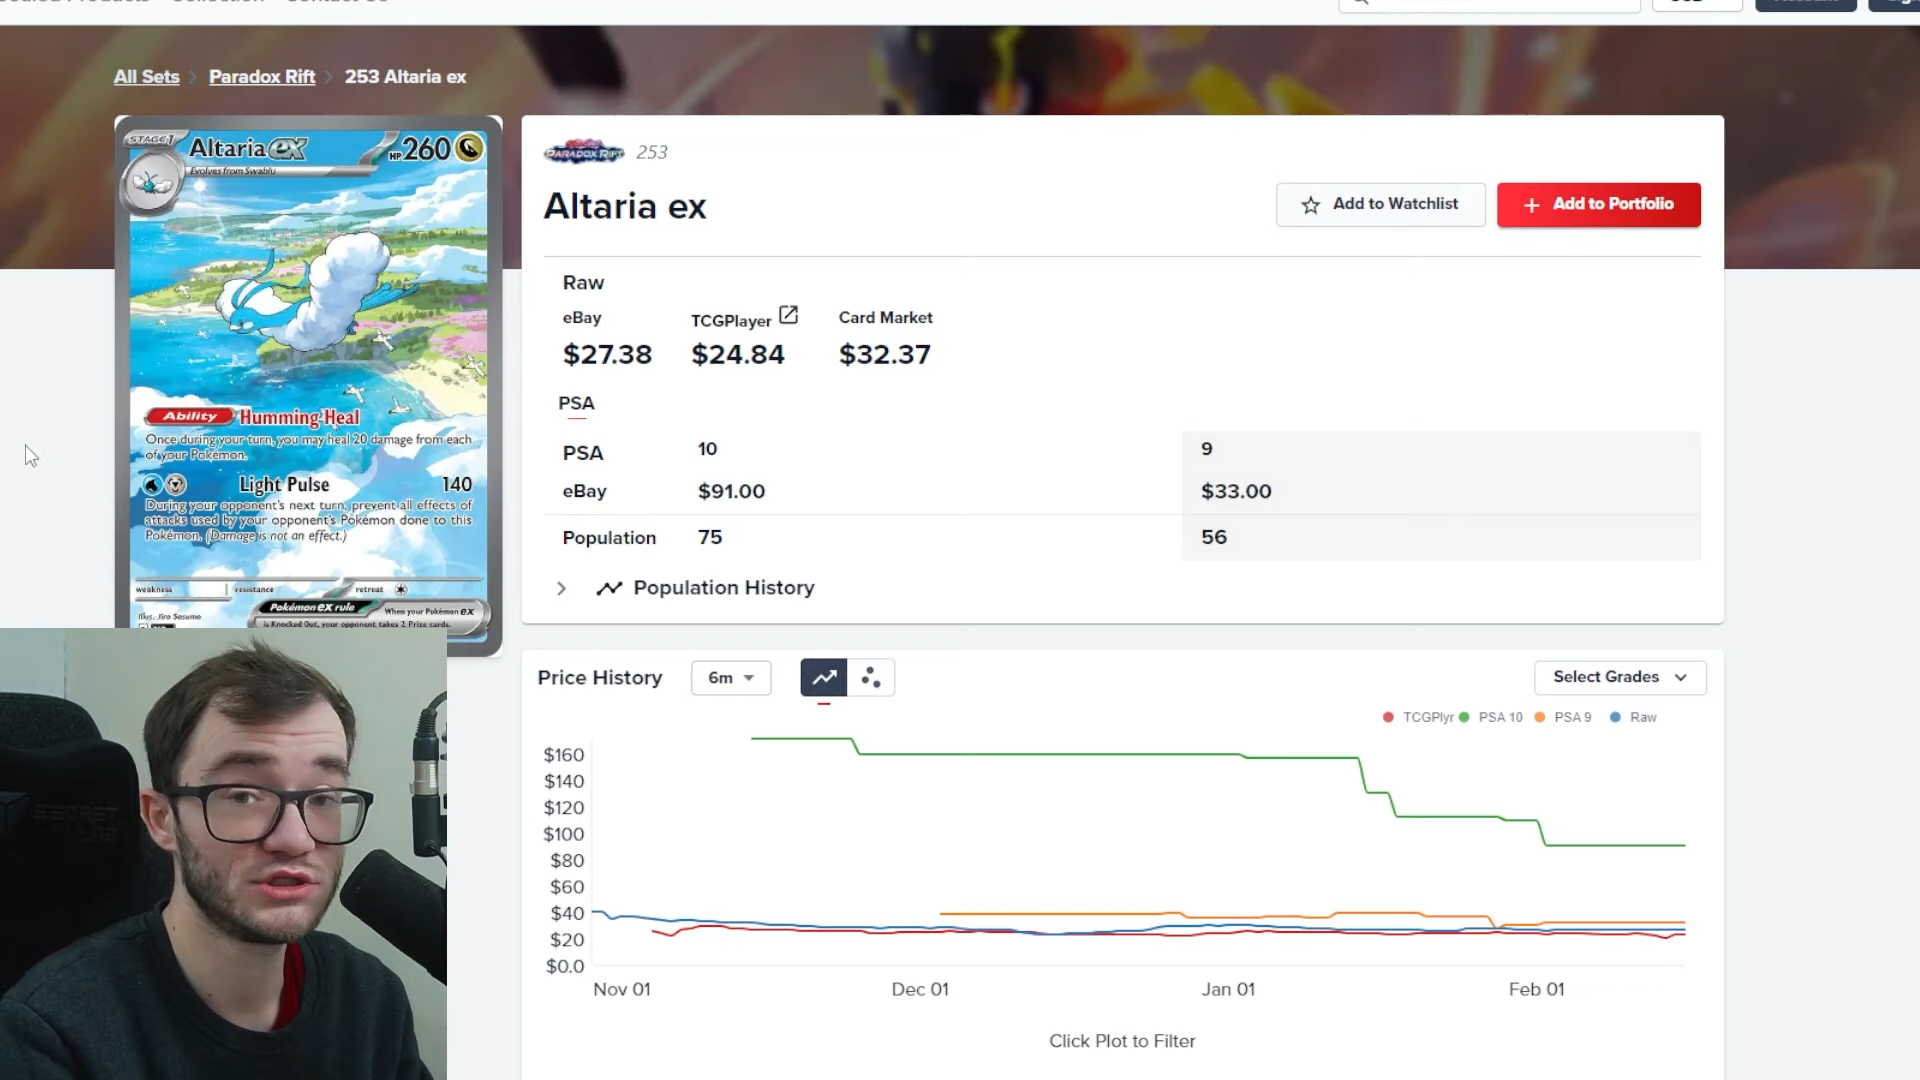 All Sets > Paradox Rift > 253 Altaria ex
STAGE 1
Altaria ex
HP 260
Evolves from Swablu
Ability Humming Heal
Once during your turn, you may heal 20 damage from each
of your Pokémon.
Light Pulse 140
During your opponent's next turn, prevent all effects of
attacks used by your opponent's Pokémon done to this
Pokémon. (Damage is not an effect.)
weakness resistance retreat
Pokémon ex rule When your Pokémon ex
is Knocked Out, your opponent takes 2 Prize cards.
Illus. Jiro Sasumo
PARADOX RIFT 253
Altaria ex
Add to Watchlist
+ Add to Portfolio
Raw
eBay TCGPlayer Card Market
$27.38 $24.84 $32.37
PSA
PSA 10 9
eBay $91.00 $33.00
Population 75 56
Population History
Price History 6m
Select Grades
TCGPlyr PSA 10 PSA 9 Raw
$160
$140
$120
$100
$80
$60
$40
$20
$0.0
Nov 01 Dec 01 Jan 01 Feb 01
Click Plot to Filter
SECRET
LAB